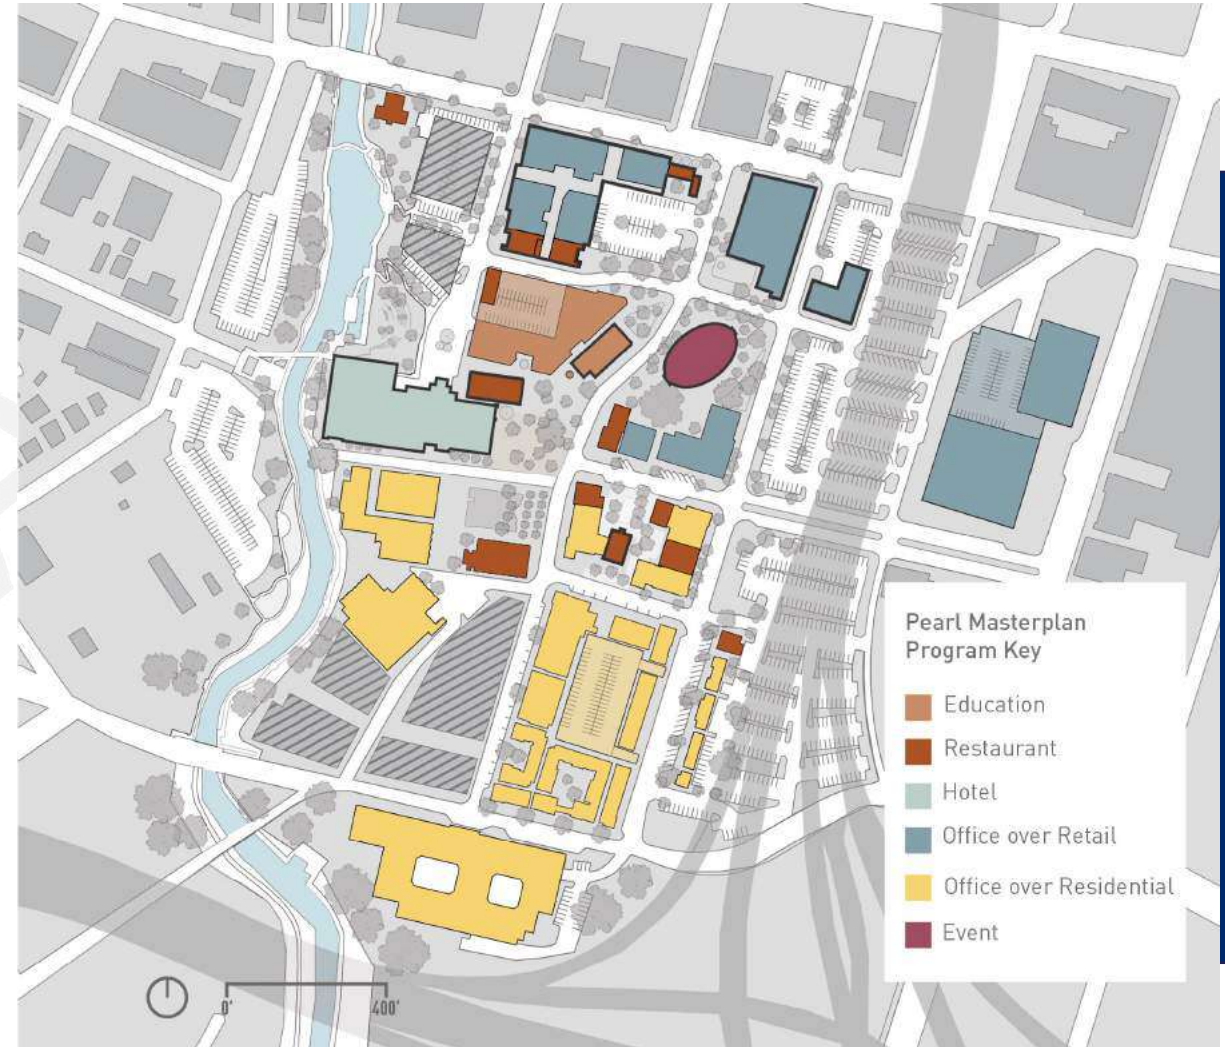 Pearl Masterplan
Program Key
Education
Restaurant
Hotel
Office over Retail
Office over Residential
Event
0'
400'